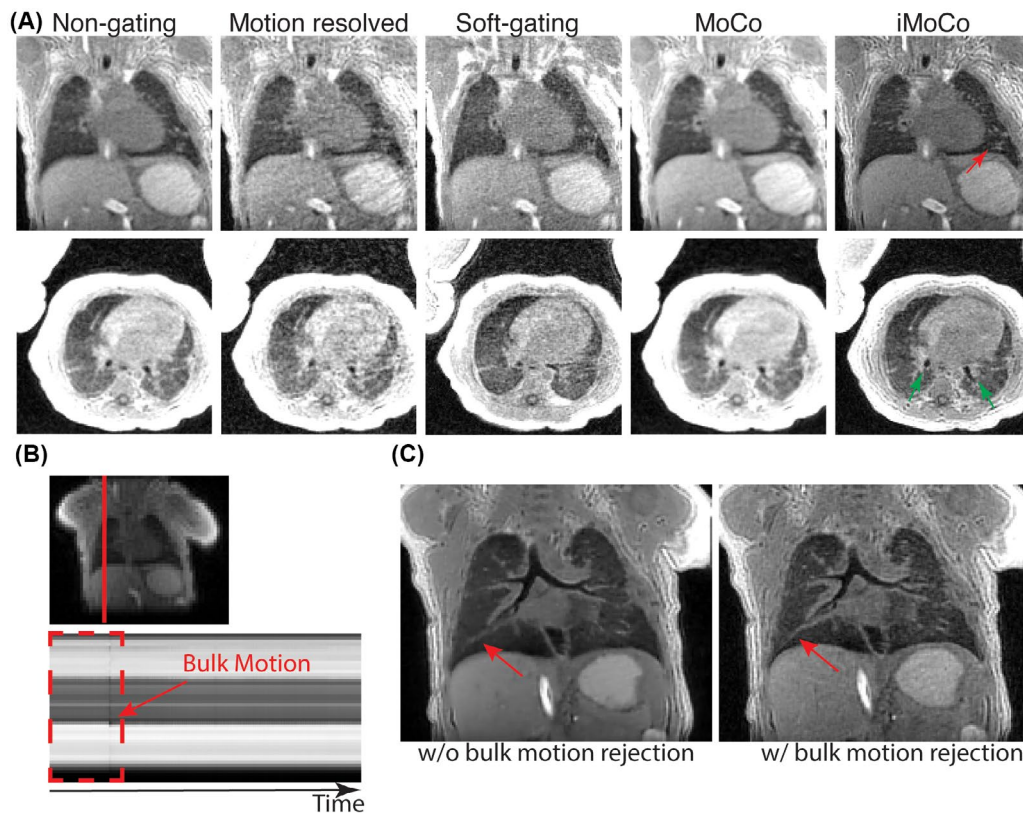 (A)
Non-gating Motion resolved Soft-gating MoCo iMoCo
(B)
(C)
Bulk Motion
Time
w/o bulk motion rejection w/ bulk motion rejection